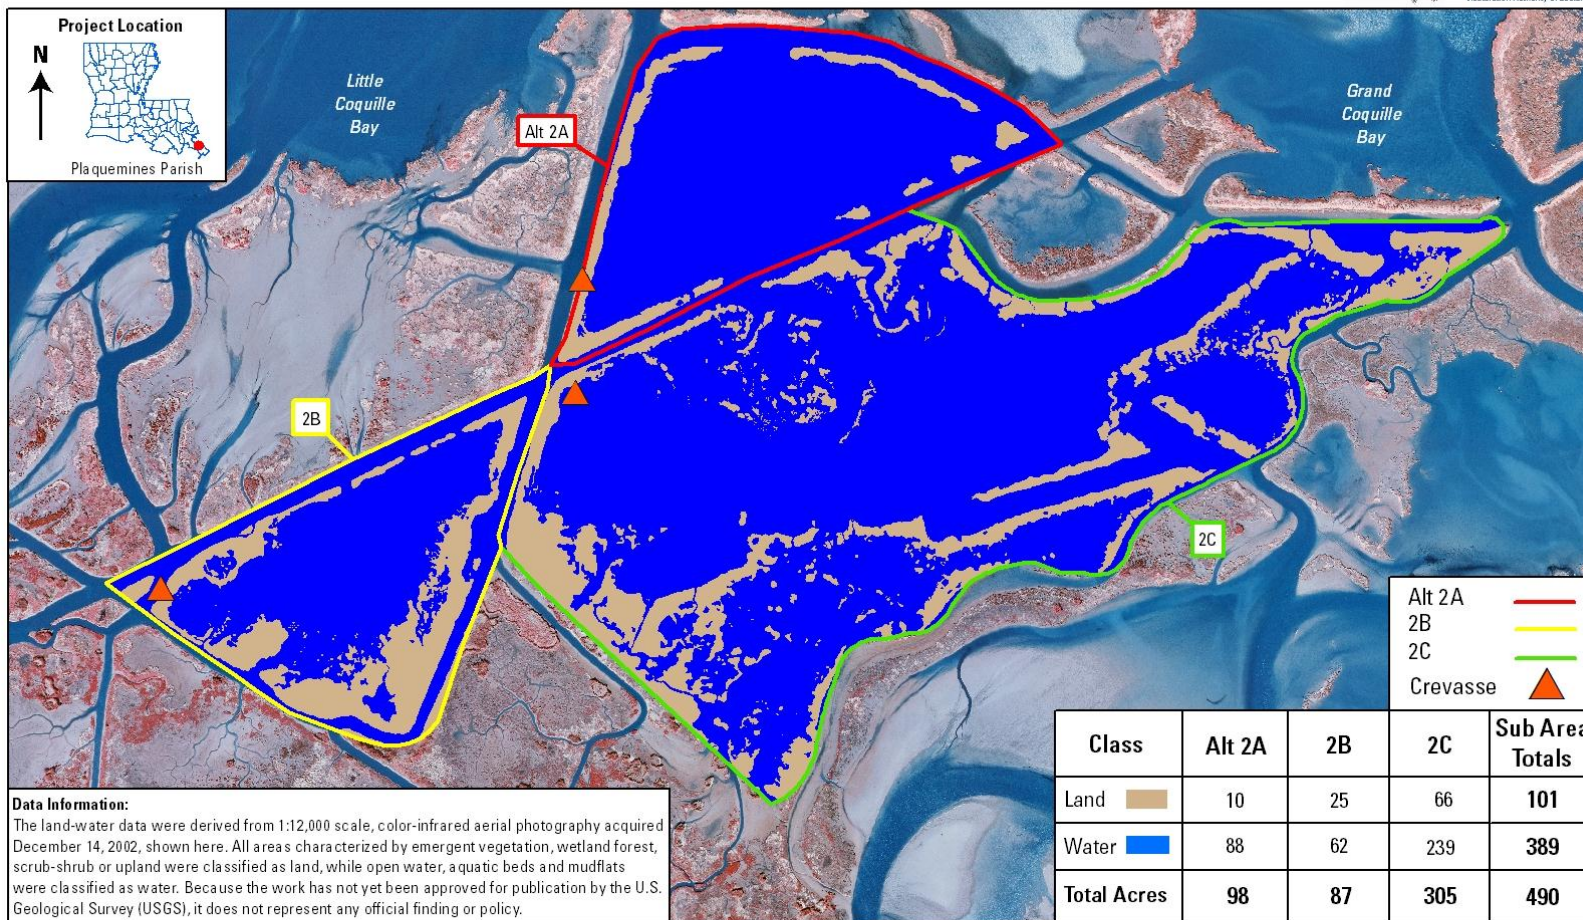 Project Location
N
Plaquemines Parish
Little
Coquille
Bay
Grand
Coquille
Bay
Alt 2A
2B
2C
Alt 2A
2B
2C
Crevasse
Class Alt 2A 2B 2C Sub Area
Totals
Land 10 25 66 101
Water 88 62 239 389
Total Acres 98 87 305 490
Data Information:
The land-water data were derived from 1:12,000 scale, color-infrared aerial photography acquired
December 14, 2002, shown here. All areas characterized by emergent vegetation, wetland forest,
scrub-shrub or upland were classified as land, while open water, aquatic beds and mudflats
were classified as water. Because the work has not yet been approved for publication by the U.S.
Geological Survey (USGS), it does not represent any official finding or policy.